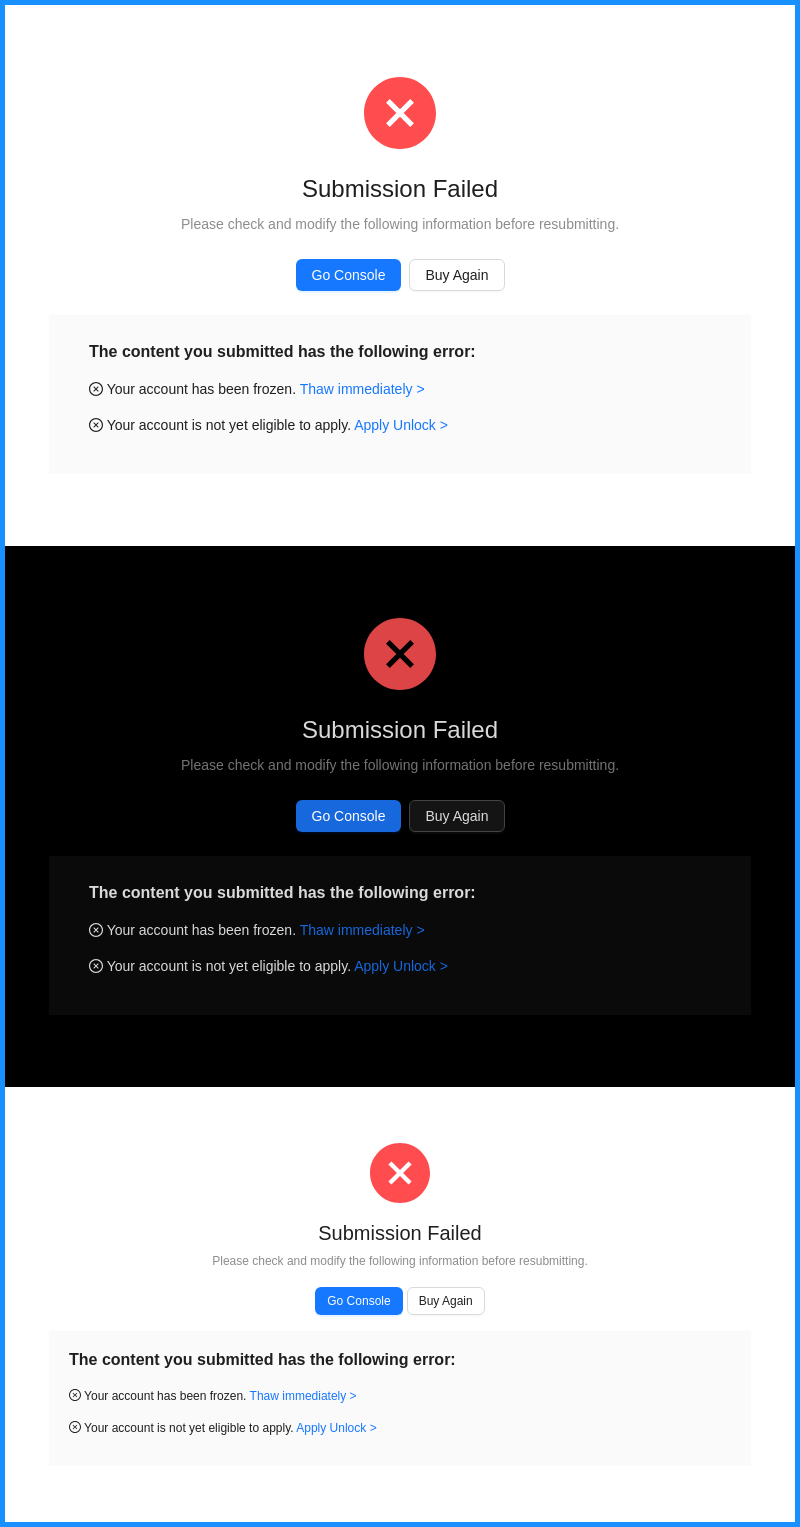 Submission Failed
Please check and modify the following information before resubmitting.
Go Console Buy Again
The content you submitted has the following error:
Your account has been frozen. Thaw immediately >
Your account is not yet eligible to apply. Apply Unlock >
Submission Failed
Please check and modify the following information before resubmitting.
Go Console Buy Again
The content you submitted has the following error:
Your account has been frozen. Thaw immediately >
Your account is not yet eligible to apply. Apply Unlock >
Submission Failed
Please check and modify the following information before resubmitting.
Go Console Buy Again
The content you submitted has the following error:
Your account has been frozen. Thaw immediately >
Your account is not yet eligible to apply. Apply Unlock >